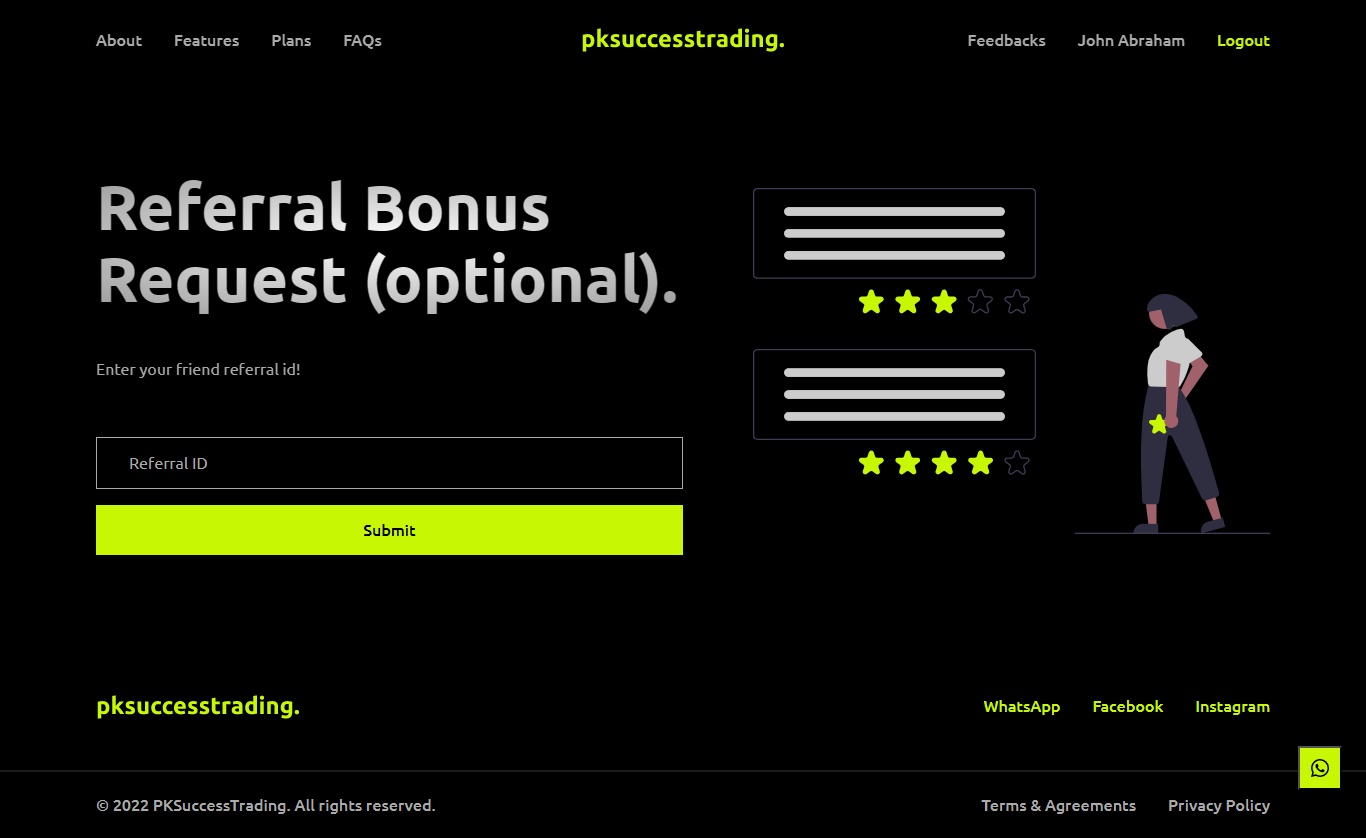 About Features Plans FAQs pksuccesstrading. Feedbacks John Abraham Logout
Referral Bonus
Request (optional).
Enter your friend referral id!
Referral ID
Submit
pksuccesstrading. WhatsApp Facebook Instagram
© 2022 PKSuccessTrading. All rights reserved. Terms & Agreements Privacy Policy